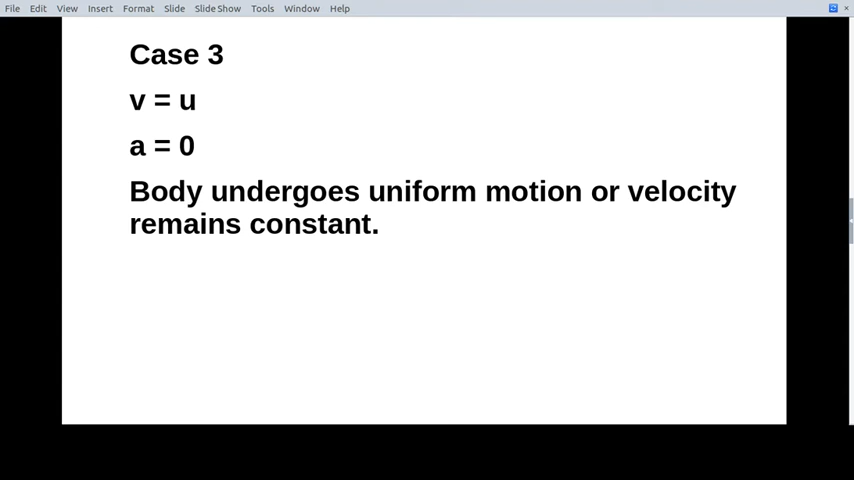 File Edit View Insert Format Slide Slide Show Tools Window Help
Case 3
v = u
a = 0
Body undergoes uniform motion or velocity
remains constant.